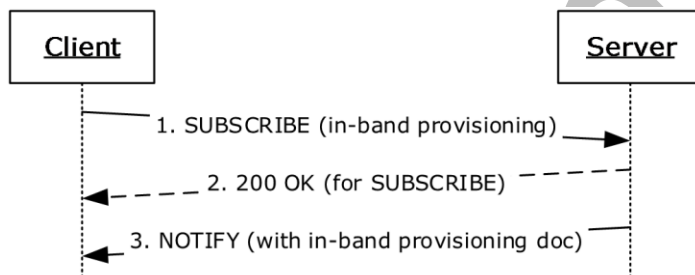 Client
Server
1. SUBSCRIBE (in-band provisioning)
2. 200 OK (for SUBSCRIBE)
3. NOTIFY (with in-band provisioning doc)